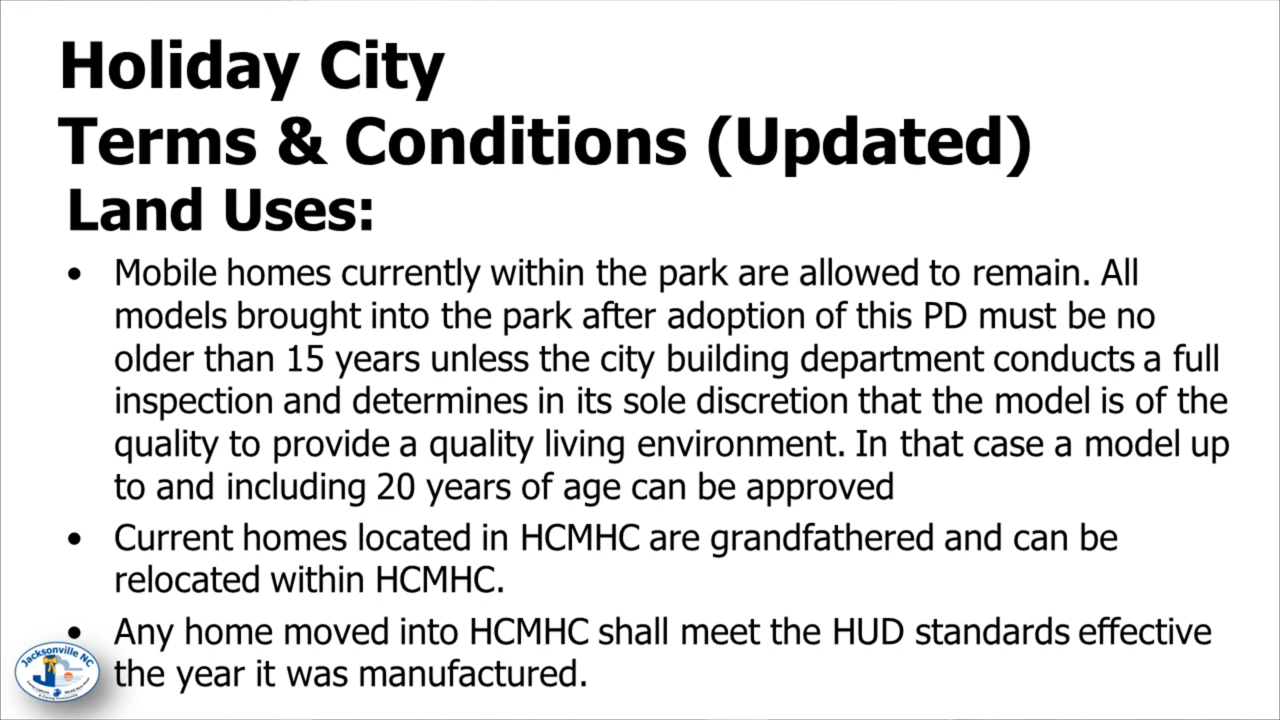 Holiday City
Terms & Conditions (Updated)
Land Uses:
• Mobile homes currently within the park are allowed to remain. All
models brought into the park after adoption of this PD must be no
older than 15 years unless the city building department conducts a full
inspection and determines in its sole discretion that the model is of the
quality to provide a quality living environment. In that case a model up
to and including 20 years of age can be approved
• Current homes located in HCMHC are grandfathered and can be
relocated within HCMHC.
• Any home moved into HCMHC shall meet the HUD standards effective
the year it was manufactured.
Jacksonville NC